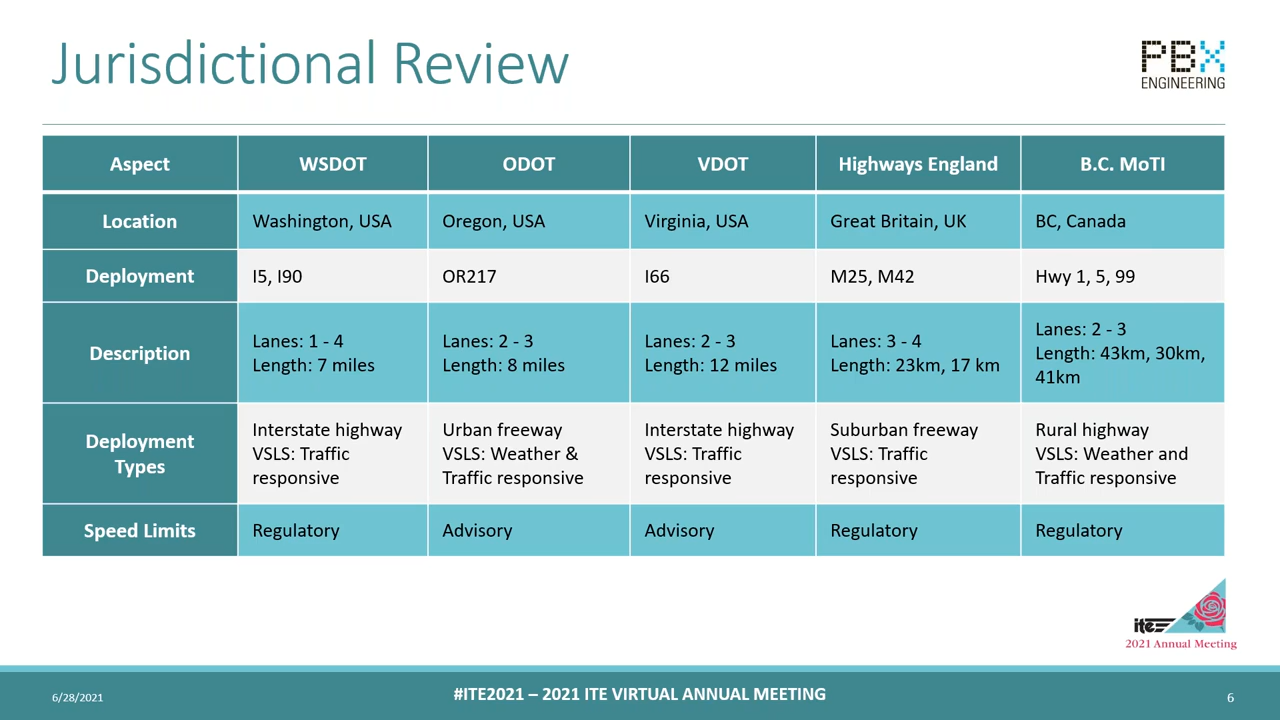 Jurisdictional Review
PBX
ENGINEERING
Aspect WSDOT ODOT VDOT Highways England B.C. MoTI
Location Washington, USA Oregon, USA Virginia, USA Great Britain, UK BC, Canada
Deployment I5, I90 OR217 I66 M25, M42 Hwy 1, 5, 99
Description
Lanes: 1 - 4
Length: 7 miles
Lanes: 2 - 3
Length: 8 miles
Lanes: 2 - 3
Length: 12 miles
Lanes: 3 - 4
Length: 23km, 17 km
Lanes: 2 - 3
Length: 43km, 30km,
41km
Deployment
Types
Interstate highway
VSLS: Traffic
responsive
Urban freeway
VSLS: Weather &
Traffic responsive
Interstate highway
VSLS: Traffic
responsive
Suburban freeway
VSLS: Traffic
responsive
Rural highway
VSLS: Weather and
Traffic responsive
Speed Limits Regulatory Advisory Advisory Regulatory Regulatory
ite
2021 Annual Meeting
6/28/2021
#ITE2021 – 2021 ITE VIRTUAL ANNUAL MEETING
6